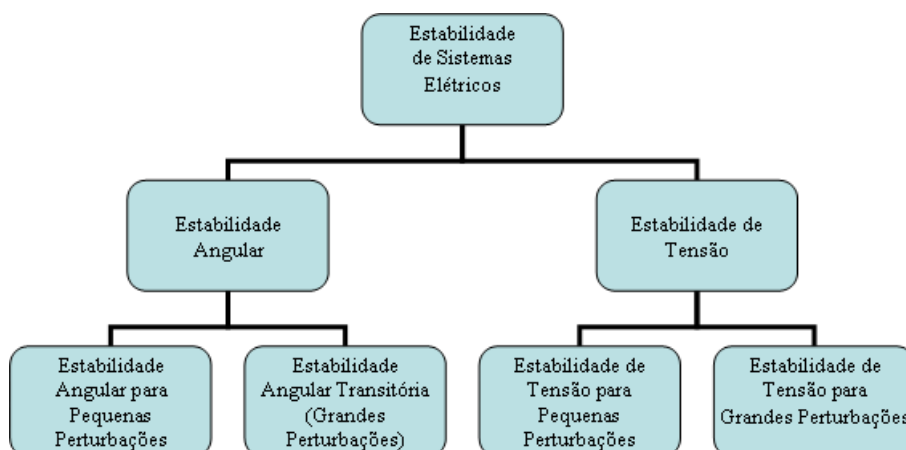 Estabilidade
de Sistemas
Elétricos
Estabilidade
Angular
Estabilidade de
Tensão
Estabilidade
Angular para
Pequenas
Perturbações
Estabilidade
Angular Transitória
(Grandes
Perturbações)
Estabilidade de
Tensão para
Pequenas
Perturbações
Estabilidade de
Tensão para
Grandes Perturbações